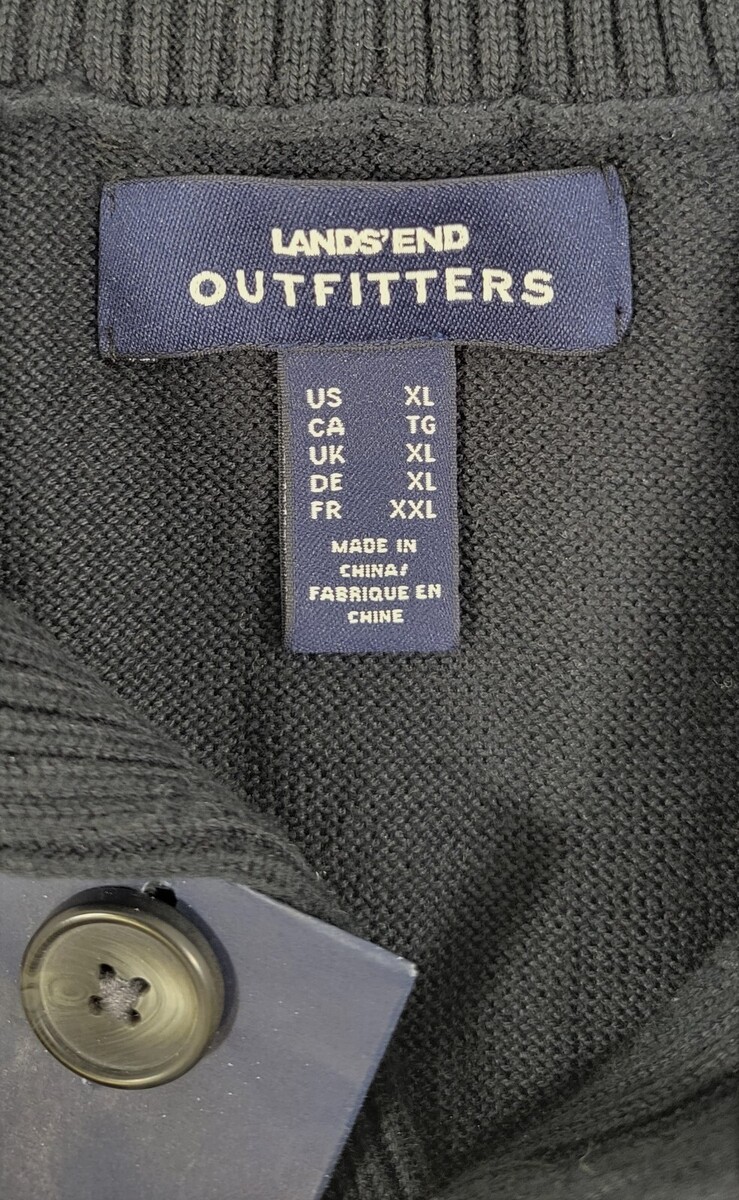 LANDS' END
OUTFITTERS
US XL
CA TG
UK XL
DE XL
FR XXL
MADE IN
CHINA/
FABRIQUE EN
CHINE